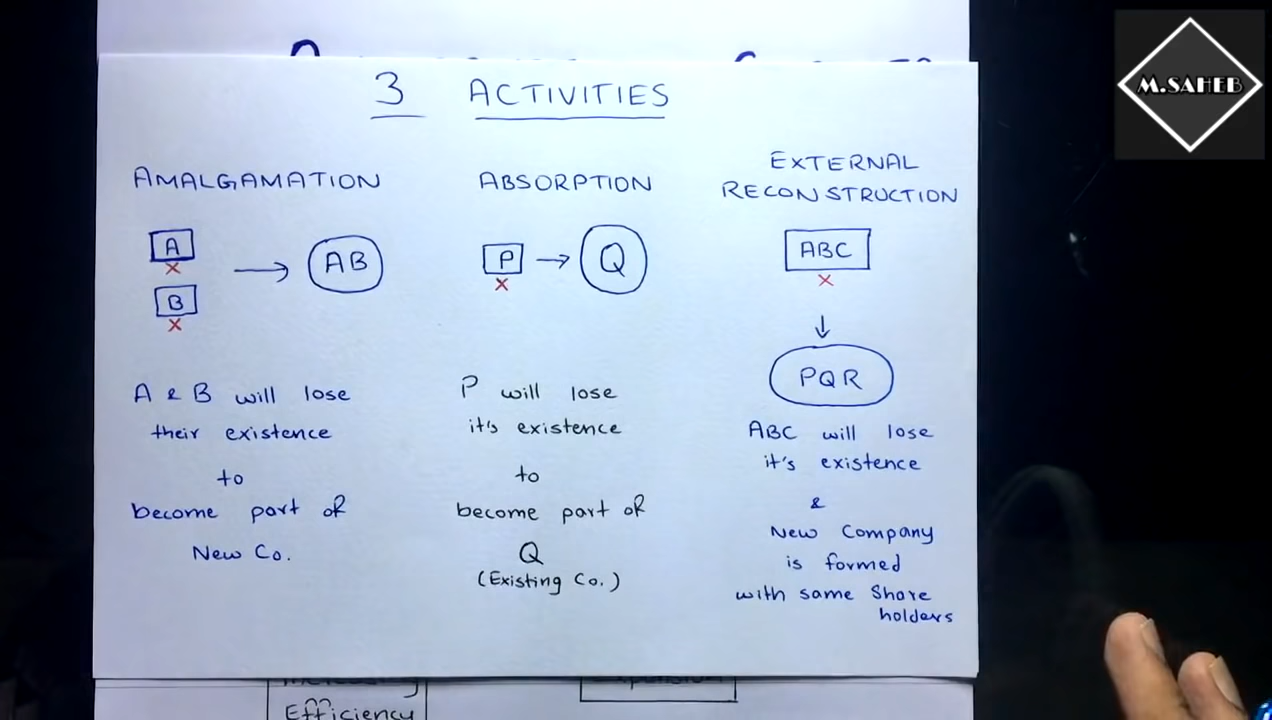 3 ACTIVITIES
AMALGAMATION
A
x
B
x
AB
A & B will lose
their existence
to
become part of
New Co.
ABSORPTION
P
x
Q
P will lose
it's existence
to
become part of
Q
(Existing Co.)
EXTERNAL
RECONSTRUCTION
ABC
x
PQR
ABC will lose
it's existence
&
New Company
is formed
with same Share
holders
Efficiency
M.SAHEB